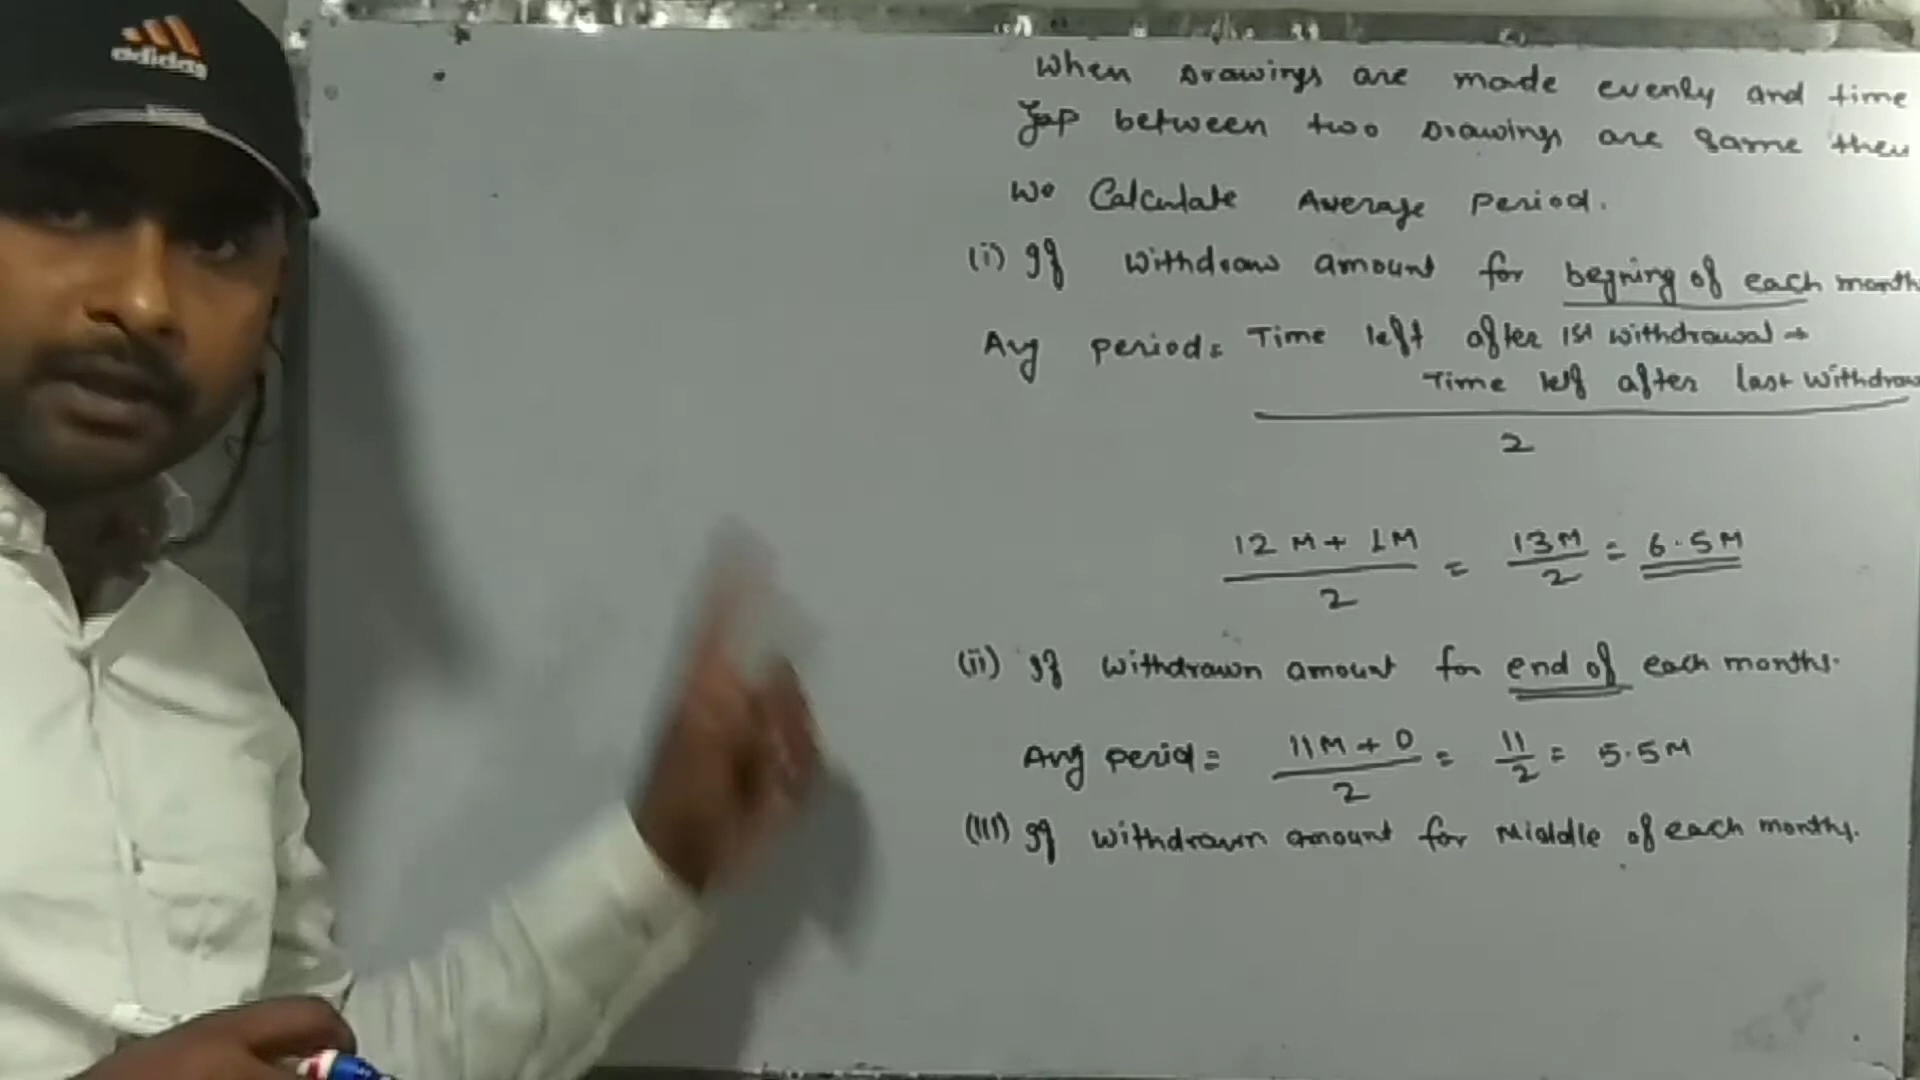 adidas
When Drawings are made evenly and time
Gap between two Drawings are same then
We Calculate Average Period.
(i) If withdraw amount for begning of each month
Avg period = Time left after 1st withdrawal +
Time left after last withdraw
2
12 M + 1M / 2 = 13M / 2 = 6.5M
(ii) If withdrawn amount for end of each months.
Avg period = 11M + 0 / 2 = 11 / 2 = 5.5M
(III) If withdrawn amount for Middle of each months.